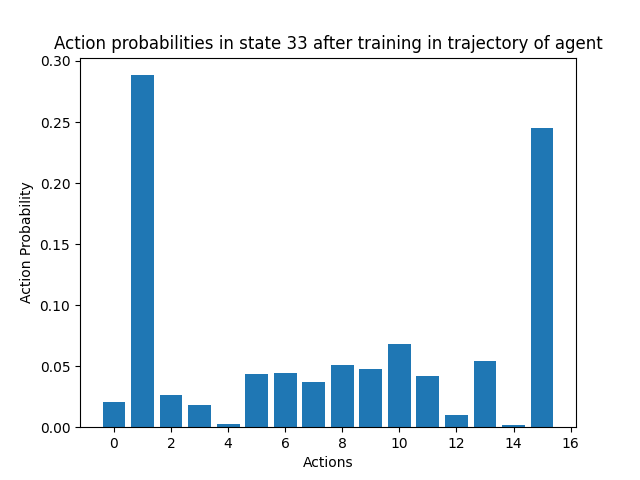 Action probabilities in state 33 after training in trajectory of agent
0.30
0.25
0.20
0.15
0.10
0.05
0.00
Action Probability
0 2 4 6 8 10 12 14 16
Actions